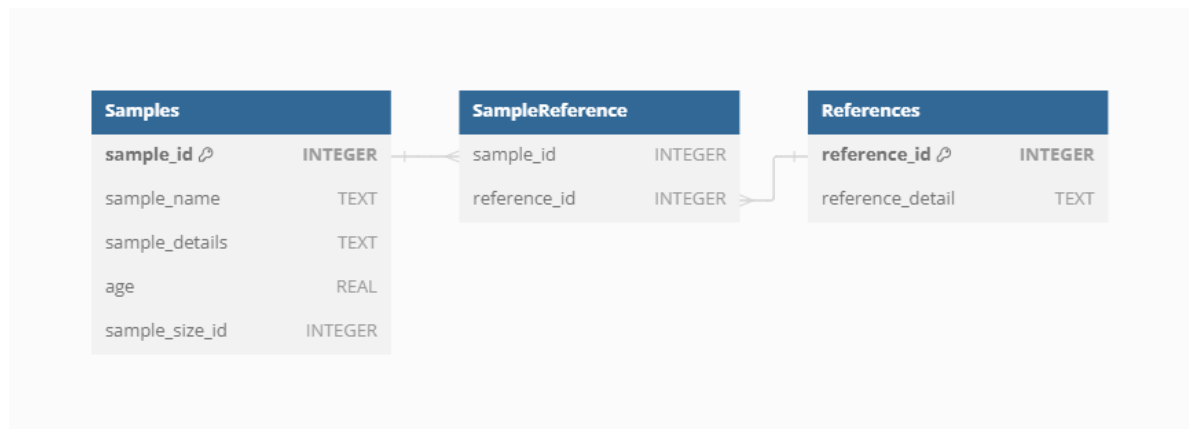 Samples
sample_id INTEGER
sample_name TEXT
sample_details TEXT
age REAL
sample_size_id INTEGER
SampleReference
sample_id INTEGER
reference_id INTEGER
References
reference_id INTEGER
reference_detail TEXT